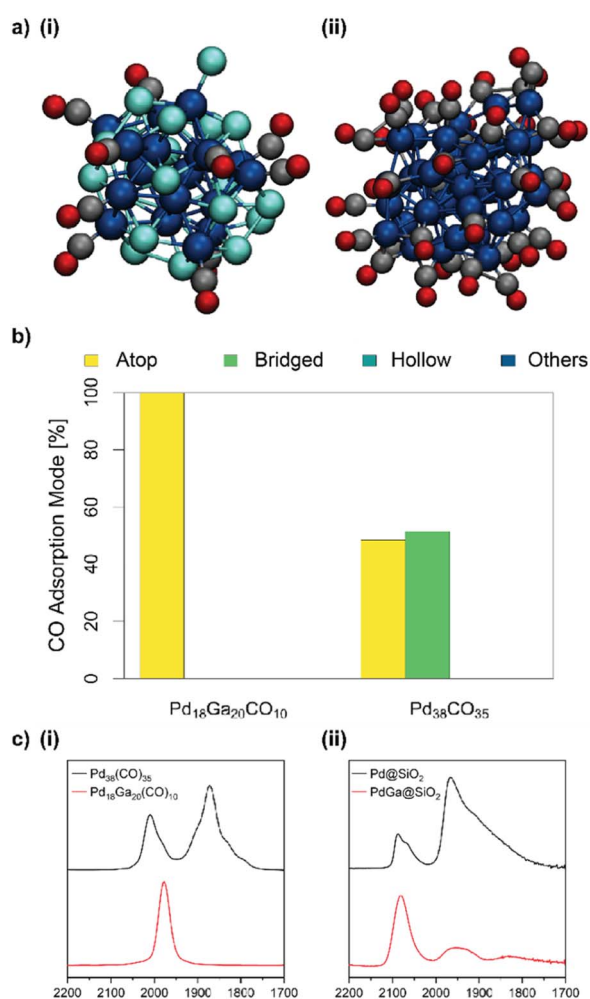 a) (i) (ii)
b)
Atop Bridged Hollow Others
CO Adsorption Mode [%]
100
80
60
40
20
0
Pd₁₈Ga₂₀CO₁₀ Pd₃₈CO₃₅
c) (i) (ii)
Pd₃₈(CO)₃₅
Pd₁₈Ga₂₀(CO)₁₀
Pd@SiO₂
PdGa@SiO₂
2200 2100 2000 1900 1800 1700
2200 2100 2000 1900 1800 1700